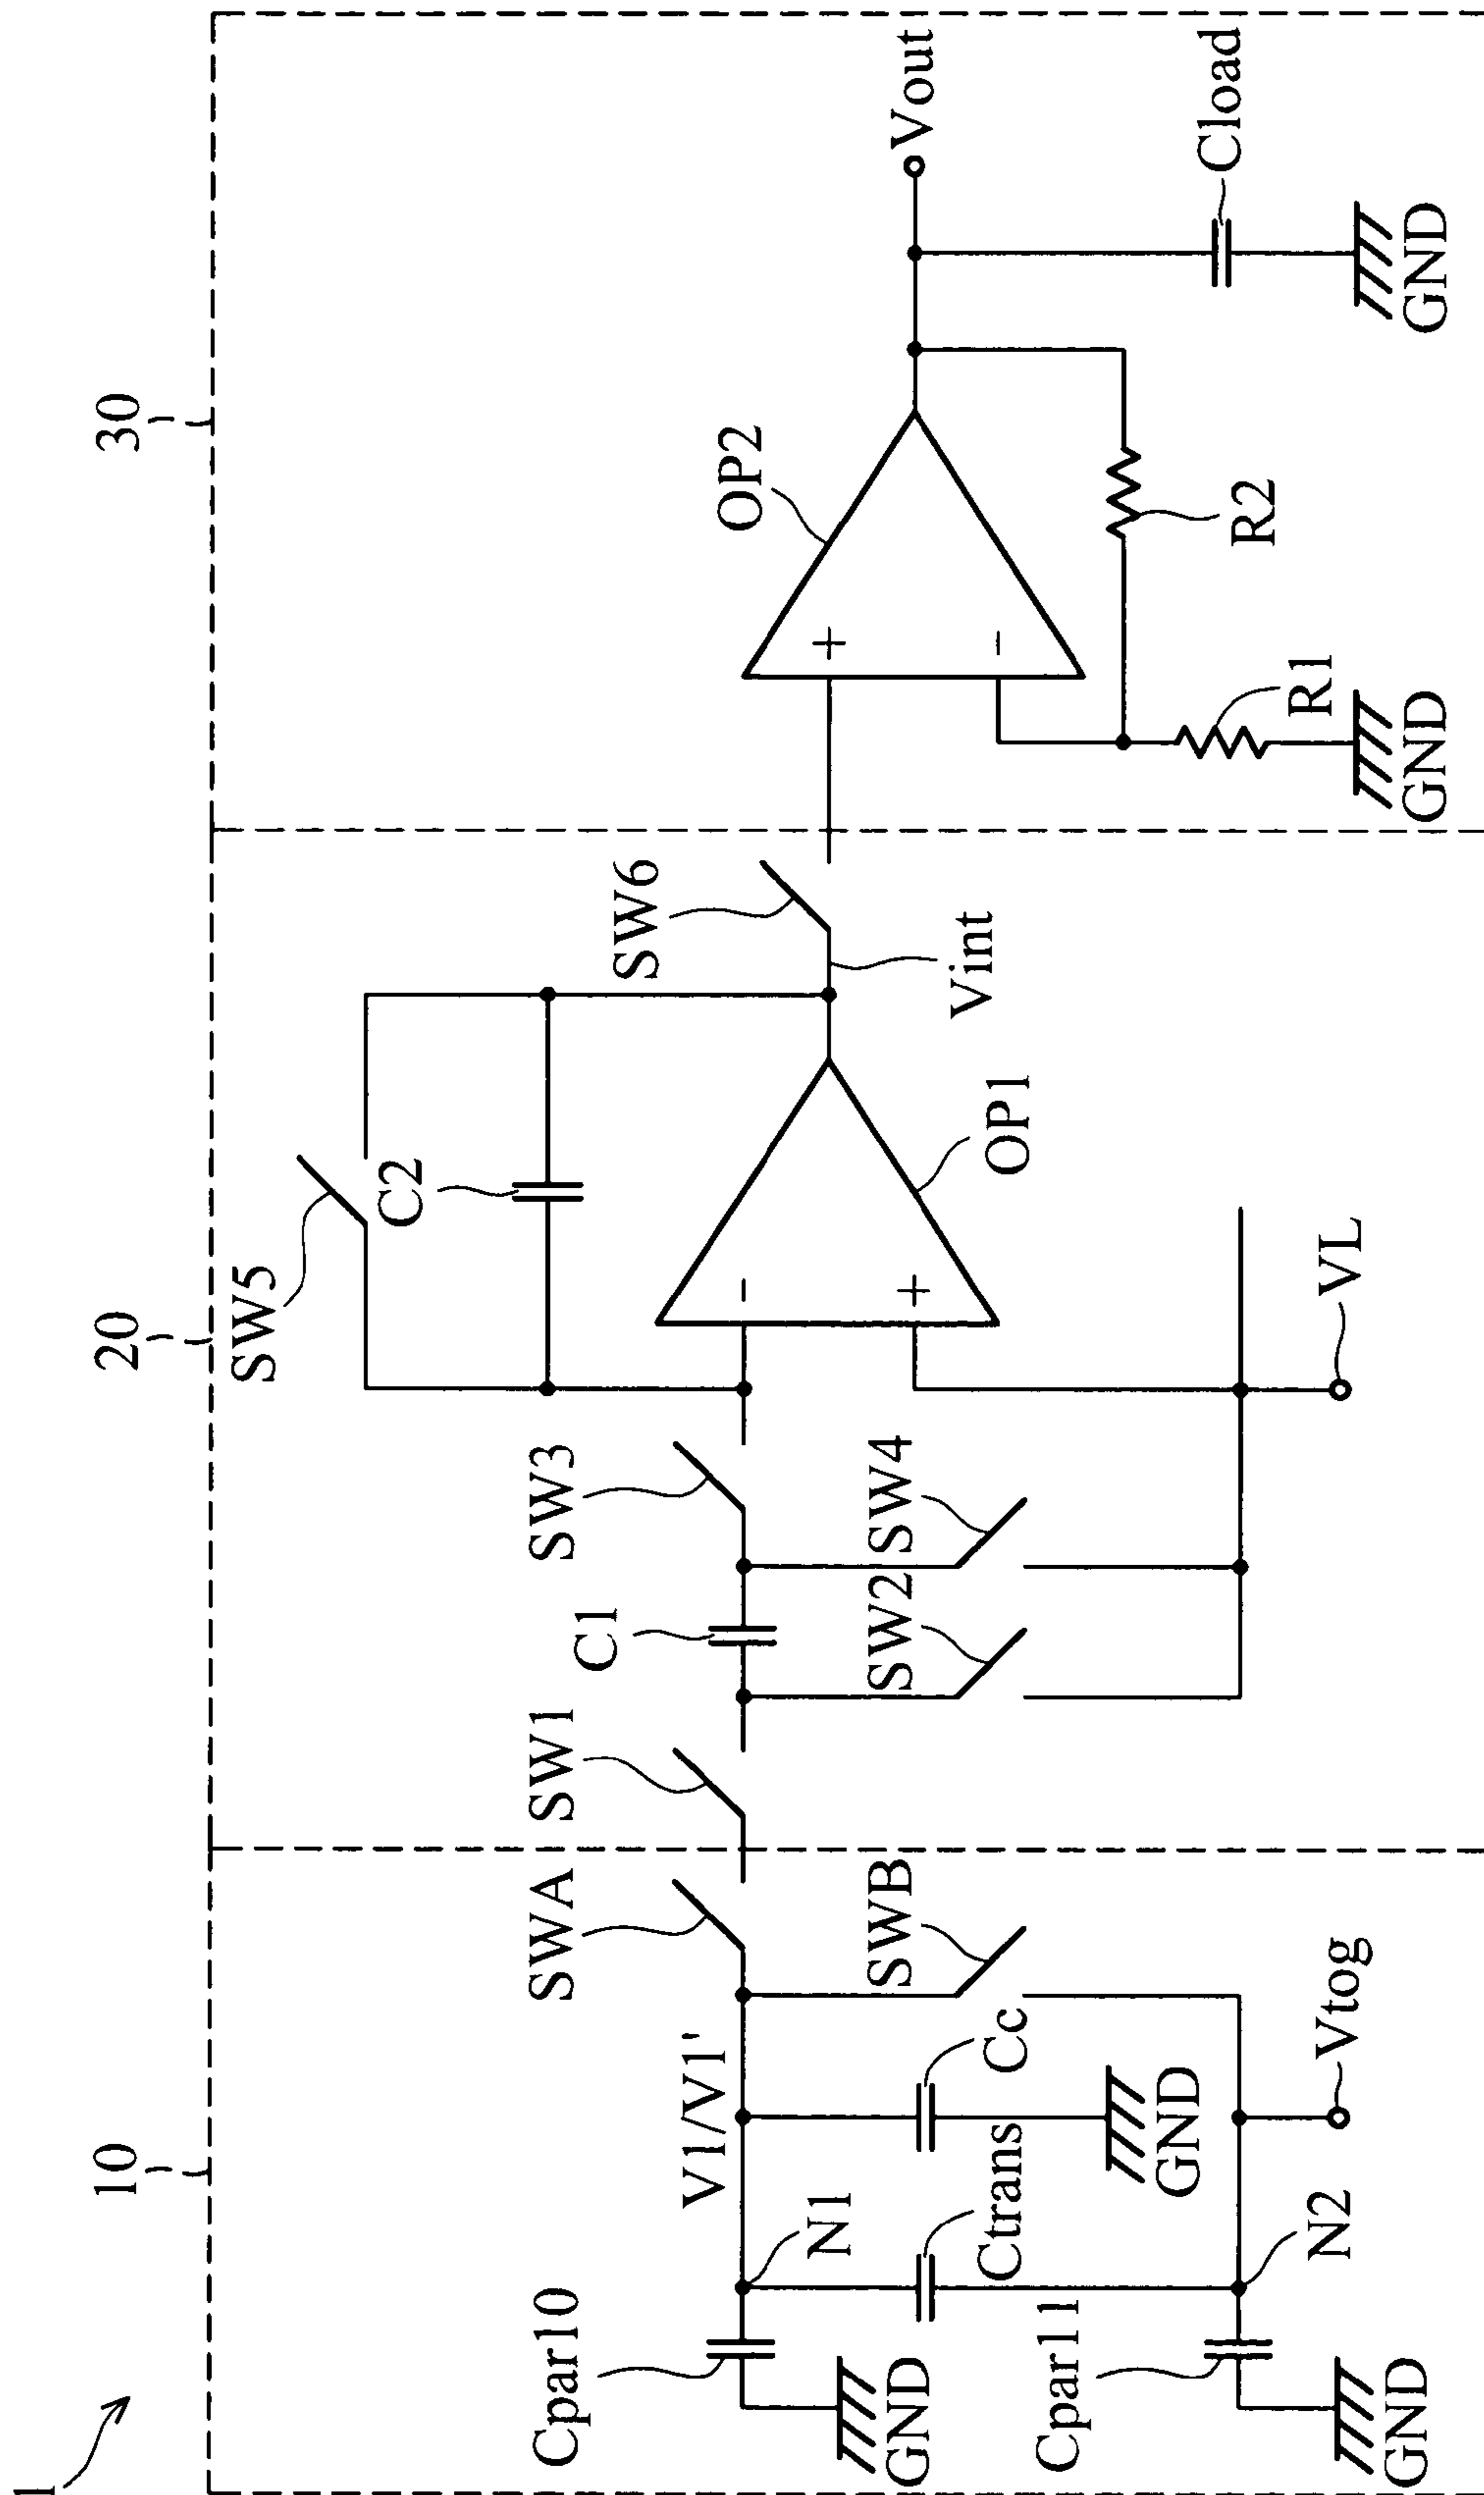 1
10
20
30
Cpar10
GND
N1
V1/V1'
Ctrans
Cc
GND
SWA
SWB
Cpar11
GND
N2
Vtog
SW1
C1
SW2
SW3
SW4
SW5
C2
-
+
OP1
VL
Vint
SW6
OP2
+
-
R1
GND
R2
Vout
Cload
GND